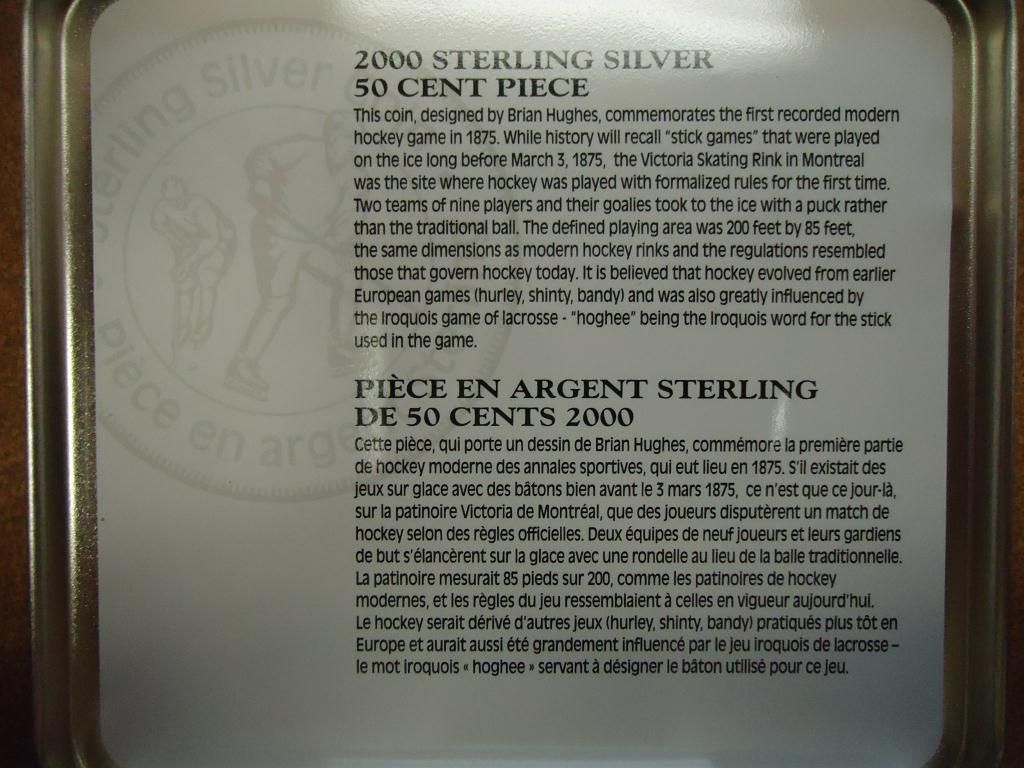 Sterling Silver
Pièce en argent
2000 STERLING SILVER
50 CENT PIECE
This coin, designed by Brian Hughes, commemorates the first recorded modern
hockey game in 1875. While history will recall "stick games" that were played
on the ice long before March 3, 1875, the Victoria Skating Rink in Montreal
was the site where hockey was played with formalized rules for the first time.
Two teams of nine players and their goalies took to the ice with a puck rather
than the traditional ball. The defined playing area was 200 feet by 85 feet,
the same dimensions as modern hockey rinks and the regulations resembled
those that govern hockey today. It is believed that hockey evolved from earlier
European games (hurley, shinty, bandy) and was also greatly influenced by
the Iroquois game of lacrosse - "hoghee" being the Iroquois word for the stick
used in the game.
PIÈCE EN ARGENT STERLING
DE 50 CENTS 2000
Cette pièce, qui porte un dessin de Brian Hughes, commémore la première partie
de hockey moderne des annales sportives, qui eut lieu en 1875. S'il existait des
jeux sur glace avec des bâtons bien avant le 3 mars 1875, ce n'est que ce jour-là,
sur la patinoire Victoria de Montréal, que des joueurs disputèrent un match de
hockey selon des règles officielles. Deux équipes de neuf joueurs et leurs gardiens
de but s'élancèrent sur la glace avec une rondelle au lieu de la balle traditionnelle.
La patinoire mesurait 85 pieds sur 200, comme les patinoires de hockey
modernes, et les règles du jeu ressemblaient à celles en vigueur aujourd'hui.
Le hockey serait dérivé d'autres jeux (hurley, shinty, bandy) pratiqués plus tôt en
Europe et aurait aussi été grandement influencé par le jeu iroquois de lacrosse –
le mot iroquois « hoghee » servant à désigner le bâton utilisé pour ce jeu.